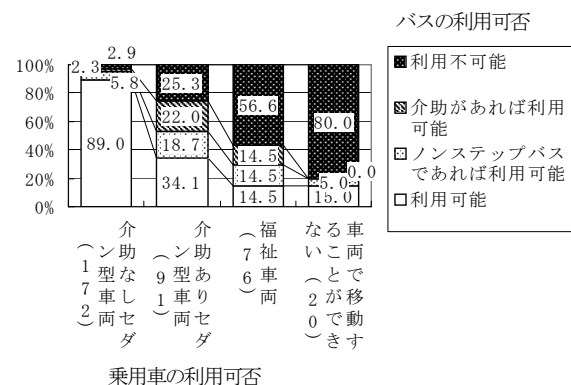 バスの利用可否
利用不可能
介助があれば利用
可能
ノンステップバス
であれば利用可能
利用可能
100%
80%
60%
40%
20%
0%
2.9
2.3
5.8
89.0
25.3
22.0
18.7
34.1
56.6
14.5
14.5
14.5
80.0
0.0
5.0
15.0
介助なしセダ
ン型車両
(172)
介助ありセダ
ン型車両
(91)
福祉車両
(76)
車両で移動す
ることができ
ない(20)
乗用車の利用可否